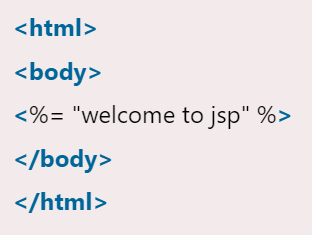 <html>
<body>
<%= "welcome to jsp" %>
</body>
</html>